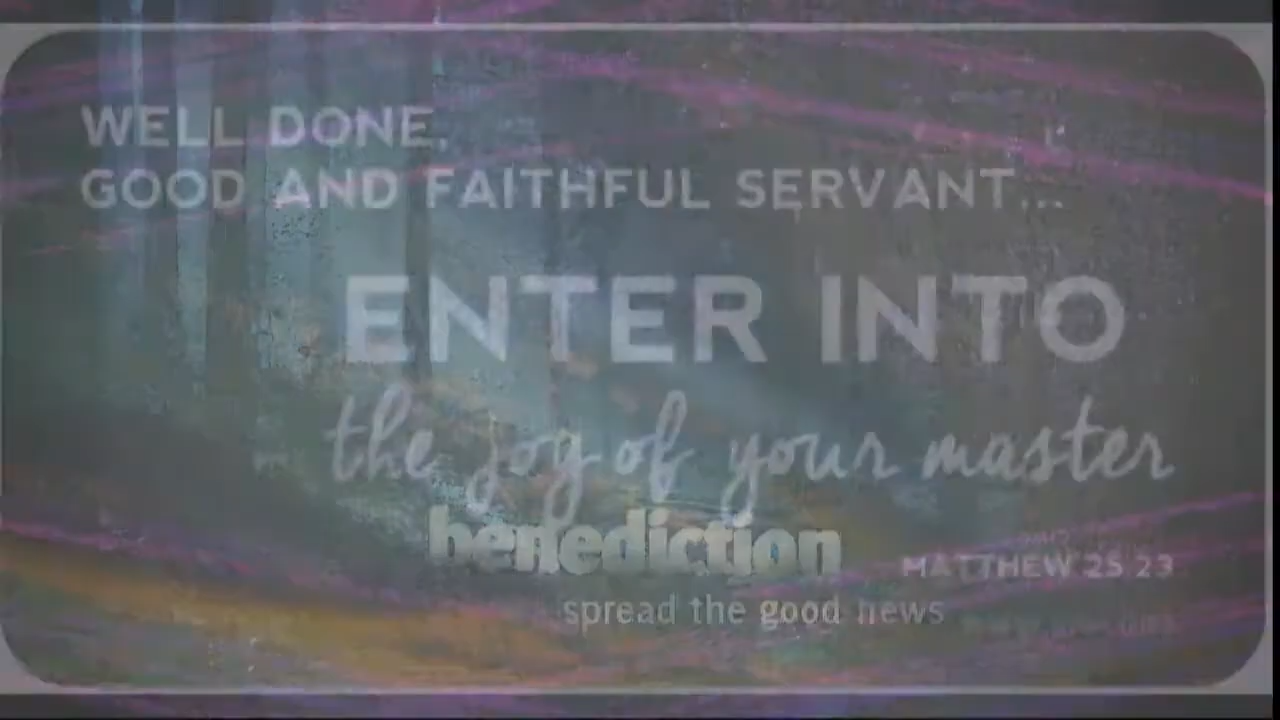 WELL DONE,
GOOD AND FAITHFUL SERVANT...
ENTER INTO
the joy of your master
benediction
MATTHEW 25 23
spread the good news